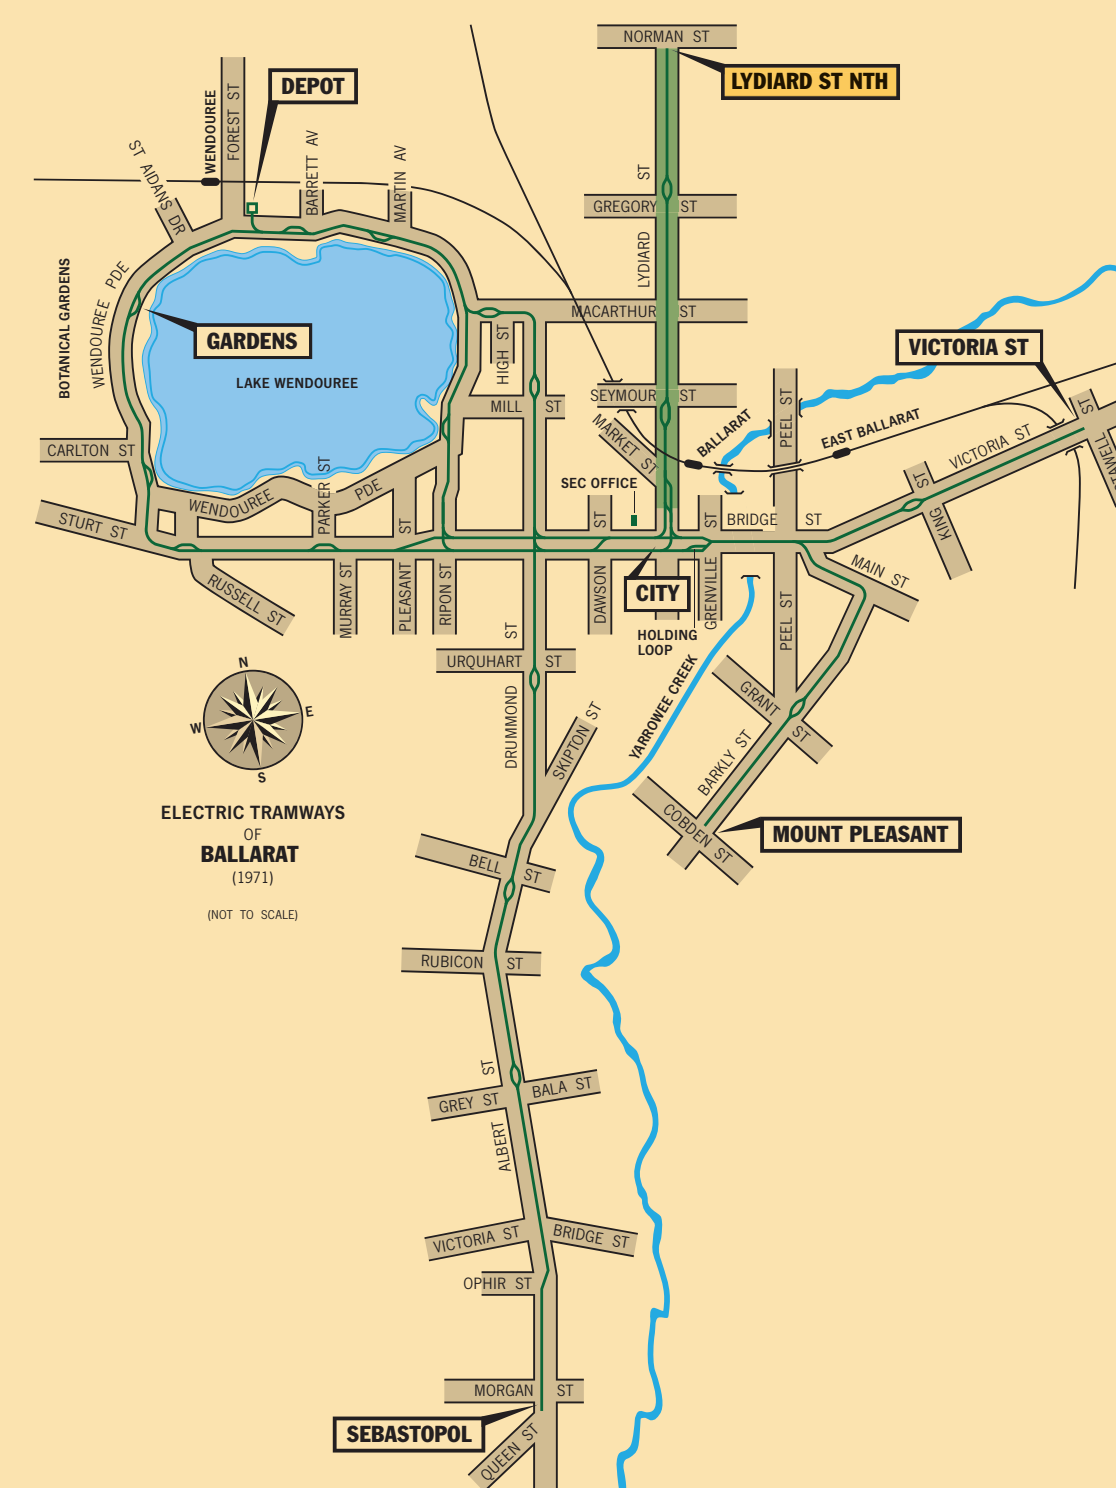 NORMAN ST
LYDIARD ST NTH
DEPOT
WENDOUREE
FOREST ST
ST AIDANS DR
BARRETT AV
MARTIN AV
GREGORY ST
LYDIARD ST
BOTANICAL GARDENS
WENDOUREE PDE
GARDENS
LAKE WENDOUREE
MACARTHUR ST
HIGH ST
VICTORIA ST
SEYMOUR ST
MILL ST
MARKET ST
BALLARAT
PEEL ST
EAST BALLARAT
VICTORIA ST
STAWELL ST
KING ST
CARLTON ST
STURT ST
WENDOUREE PDE
PARKER ST
SEC OFFICE
BRIDGE ST
RUSSELL ST
MURRAY ST
PLEASANT ST
RIPON ST
DAWSON ST
CITY
GRENVILLE ST
HOLDING
LOOP
PEEL ST
MAIN ST
URQUHART ST
DRUMMOND ST
SKIPTON ST
YARROWEE CREEK
GRANT ST
BARKLY ST
COBDEN ST
MOUNT PLEASANT
N
W
E
S
ELECTRIC TRAMWAYS
OF
BALLARAT
(1971)
(NOT TO SCALE)
BELL ST
RUBICON ST
GREY ST
BALA ST
ALBERT ST
VICTORIA ST
BRIDGE ST
OPHIR ST
MORGAN ST
SEBASTOPOL
QUEEN ST